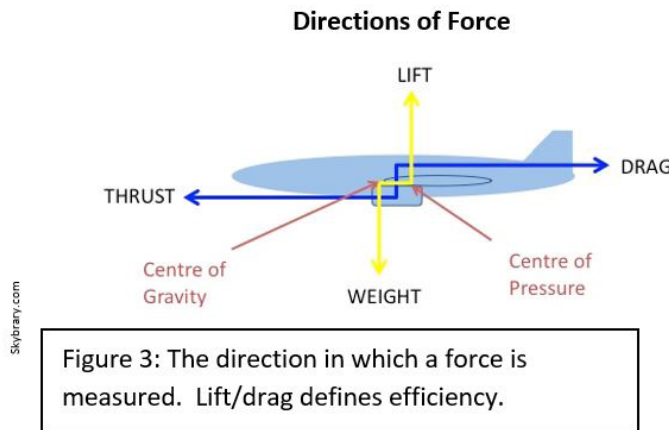 Directions of Force
LIFT
DRAG
THRUST
Centre of
Gravity
WEIGHT
Centre of
Pressure
Skybrary.com
Figure 3: The direction in which a force is
measured.  Lift/drag defines efficiency.